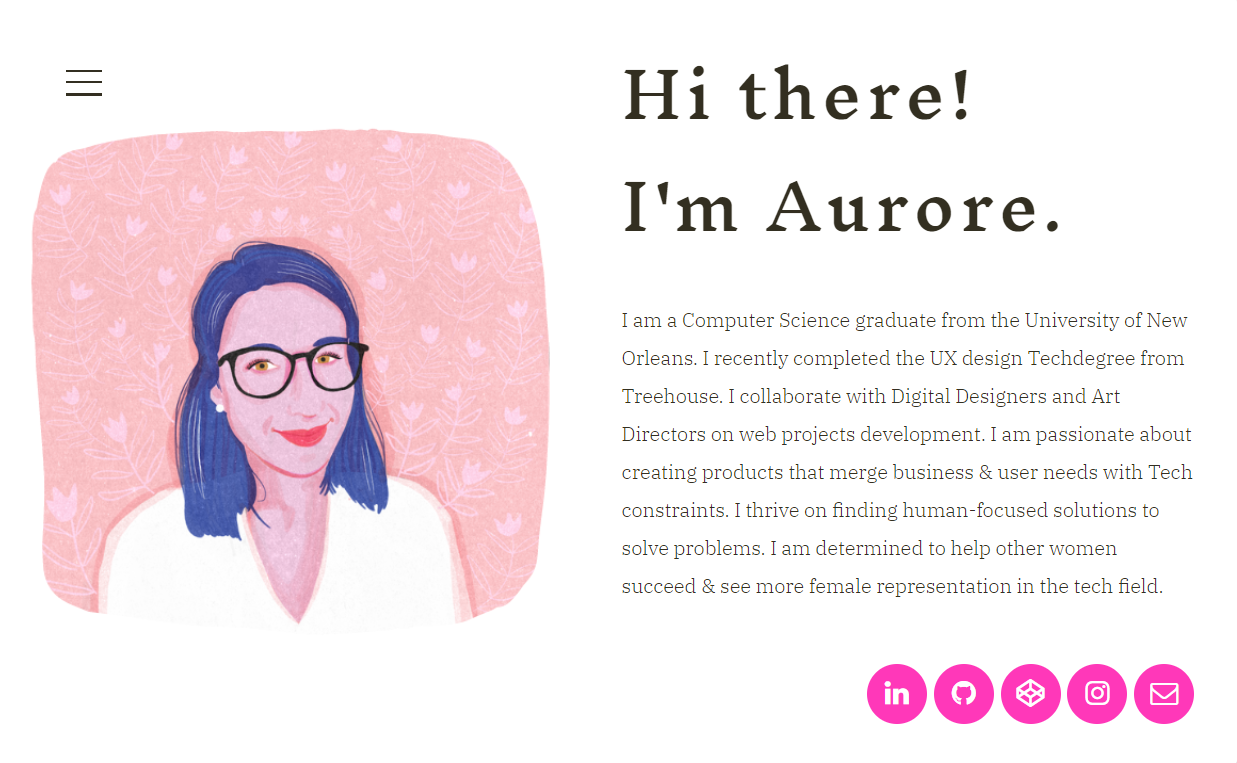 Hi there!
I'm Aurore.
I am a Computer Science graduate from the University of New
Orleans. I recently completed the UX design Techdegree from
Treehouse. I collaborate with Digital Designers and Art
Directors on web projects development. I am passionate about
creating products that merge business & user needs with Tech
constraints. I thrive on finding human-focused solutions to
solve problems. I am determined to help other women
succeed & see more female representation in the tech field.
in